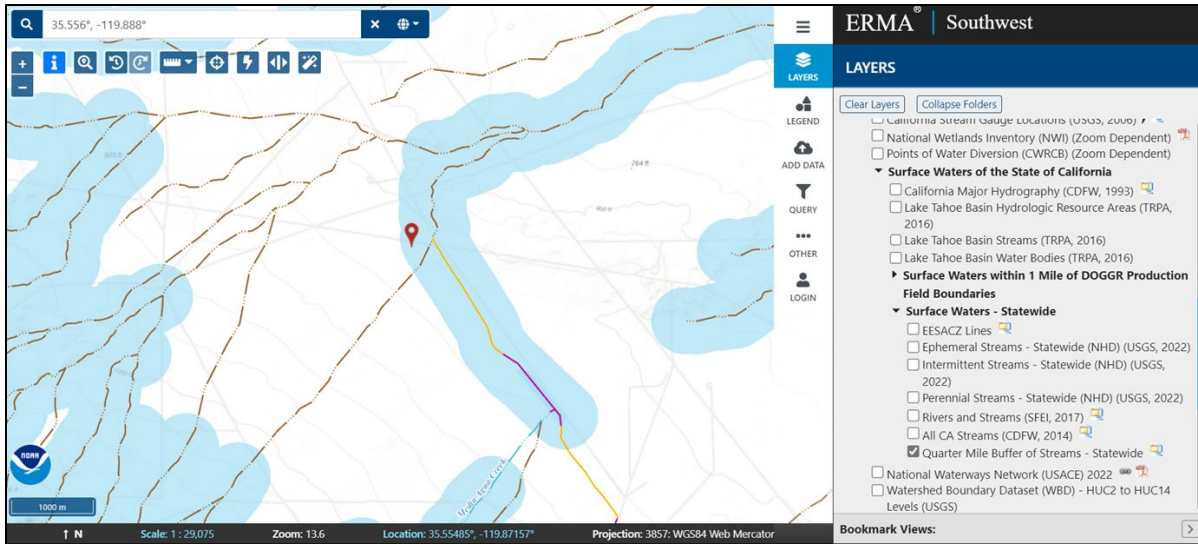 35.556°, -119.888°
LAYERS
LEGEND
ADD DATA
QUERY
OTHER
LOGIN
764 ft
Media Agua Creek
NOAA
1000 m
N
Scale: 1 : 29,075
Zoom: 13.6
Location: 35.55485°, -119.87157°
Projection: 3857: WGS84 Web Mercator
ERMA® Southwest
LAYERS
Clear Layers
Collapse Folders
California Stream Gauge Locations (USGS, 2006)
National Wetlands Inventory (NWI) (Zoom Dependent)
Points of Water Diversion (CWRCB) (Zoom Dependent)
Surface Waters of the State of California
California Major Hydrography (CDFW, 1993)
Lake Tahoe Basin Hydrologic Resource Areas (TRPA,
2016)
Lake Tahoe Basin Streams (TRPA, 2016)
Lake Tahoe Basin Water Bodies (TRPA, 2016)
Surface Waters within 1 Mile of DOGGR Production
Field Boundaries
Surface Waters - Statewide
EESACZ Lines
Ephemeral Streams - Statewide (NHD) (USGS, 2022)
Intermittent Streams - Statewide (NHD) (USGS,
2022)
Perennial Streams - Statewide (NHD) (USGS, 2022)
Rivers and Streams (SFEI, 2017)
All CA Streams (CDFW, 2014)
Quarter Mile Buffer of Streams - Statewide
National Waterways Network (USACE) 2022
Watershed Boundary Dataset (WBD) - HUC2 to HUC14
Levels (USGS)
Bookmark Views: